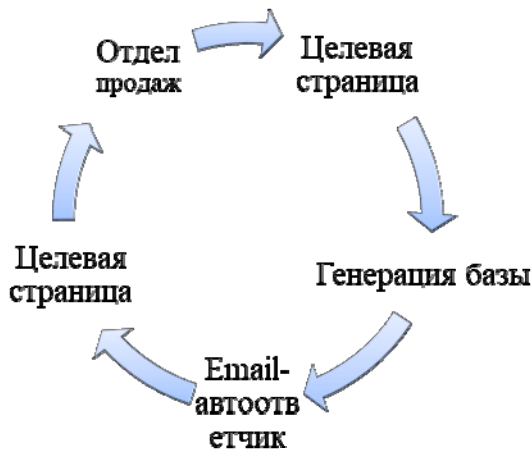 Отдел
продаж
Целевая
страница
Генерация базы
Email-
автоотв
етчик
Целевая
страница